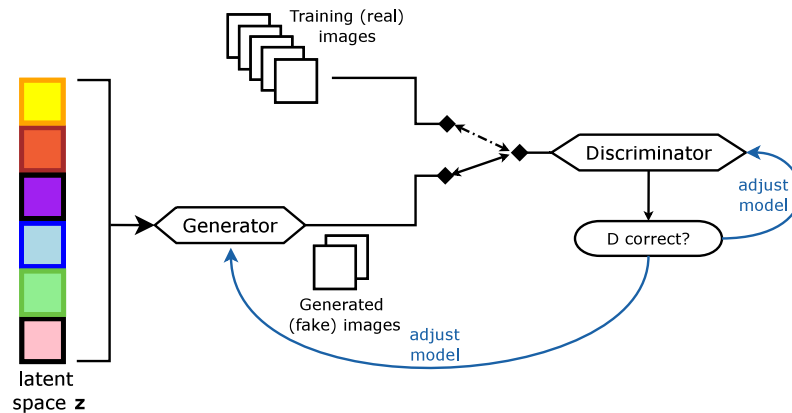 Training (real)
images
Discriminator
adjust
model
Generator
D correct?
Generated
(fake) images
adjust
model
latent
space z